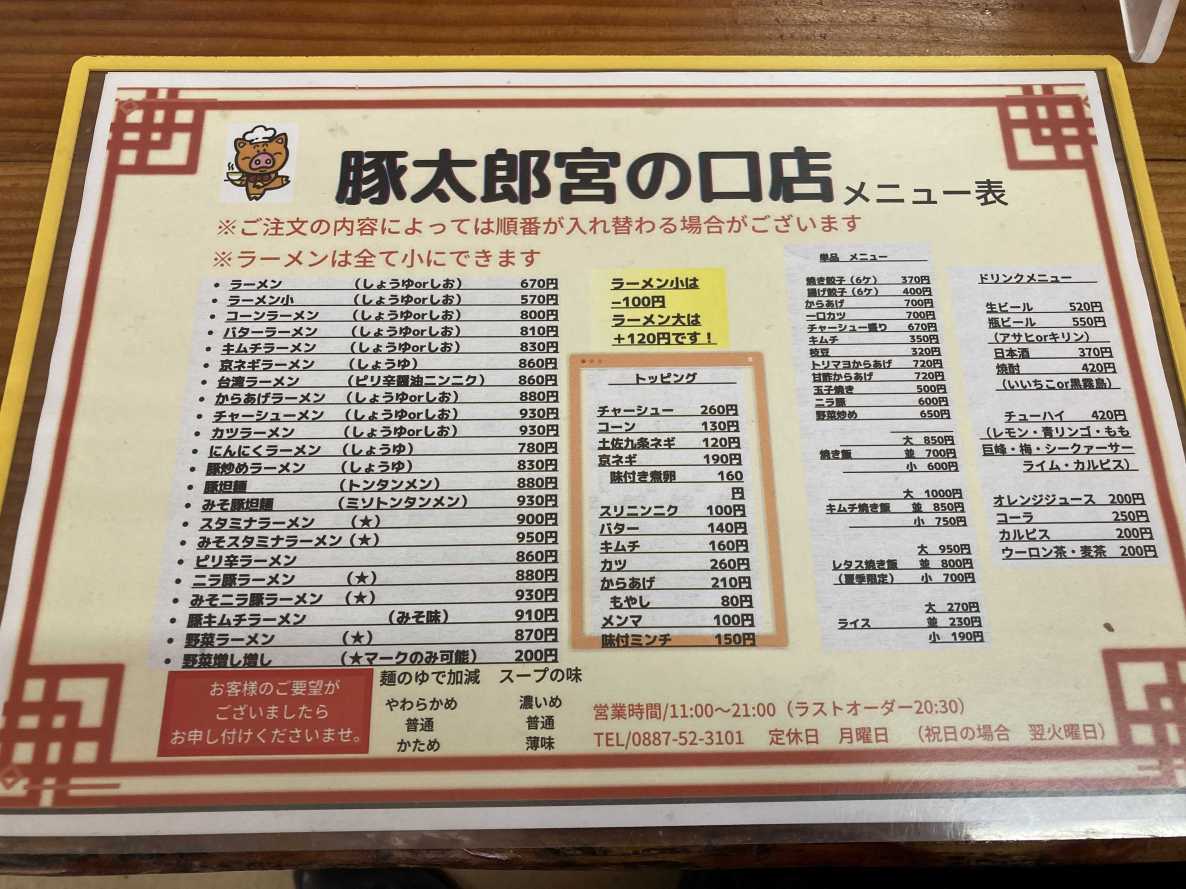 豚太郎宮の口店 メニュー表
※ご注文の内容によっては順番が入れ替わる場合がございます
※ラーメンは全て小にできます
• ラーメン （しょうゆorしお） 670円
• ラーメン小 （しょうゆorしお） 570円
• コーンラーメン （しょうゆorしお） 800円
• バターラーメン （しょうゆorしお） 810円
• キムチラーメン （しょうゆorしお） 830円
• 京ネギラーメン （しょうゆ） 860円
• 台湾ラーメン （ピリ辛醤油ニンニク） 860円
• からあげラーメン （しょうゆorしお） 880円
• チャーシューメン （しょうゆorしお） 930円
• カツラーメン （しょうゆorしお） 930円
• にんにくラーメン （しょうゆ） 780円
• 豚炒めラーメン （しょうゆ） 830円
• 豚坦麺 （トンタンメン） 880円
• みそ豚坦麺 （ミソトンタンメン） 930円
• スタミナラーメン （★） 900円
• みそスタミナラーメン（★） 950円
• ピリ辛ラーメン 860円
• ニラ豚ラーメン （★） 880円
• みそニラ豚ラーメン （★） 930円
• 豚キムチラーメン （みそ味） 910円
• 野菜ラーメン （★） 870円
• 野菜増し増し （★マークのみ可能） 200円
ラーメン小は
−100円
ラーメン大は
＋120円です！
トッピング
チャーシュー 260円
コーン 130円
土佐九条ネギ 120円
京ネギ 190円
味付き煮卵 160
円
スリニンニク 100円
バター 140円
キムチ 160円
カツ 260円
からあげ 210円
もやし 80円
メンマ 100円
味付ミンチ 150円
単品 メニュー
焼き餃子（6ケ） 370円
揚げ餃子（6ケ） 400円
からあげ 700円
一口カツ 700円
チャーシュー盛り 670円
キムチ 350円
枝豆 320円
トリマヨからあげ 720円
甘酢からあげ 720円
玉子焼き 500円
ニラ豚 600円
野菜炒め 650円
大 850円
焼き飯 並 700円
小 600円
大 1000円
キムチ焼き飯 並 850円
小 750円
大 950円
レタス焼き飯 並 800円
（夏季限定） 小 700円
大 270円
ライス 並 230円
小 190円
ドリンクメニュー
生ビール 520円
瓶ビール 550円
（アサヒorキリン）
日本酒 370円
焼酎 420円
（いいちこor黒霧島）
チューハイ 420円
（レモン・青リンゴ・もも
巨峰・梅・シークァーサー
ライム・カルピス）
オレンジジュース 200円
コーラ 250円
カルピス 200円
ウーロン茶・麦茶 200円
お客様のご要望が
ございましたら
お申し付けくださいませ。
麺のゆで加減 スープの味
やわらかめ 濃いめ
普通 普通
かため 薄味
営業時間/11:00〜21:00（ラストオーダー20:30）
TEL/0887-52-3101 定休日 月曜日 （祝日の場合 翌火曜日）